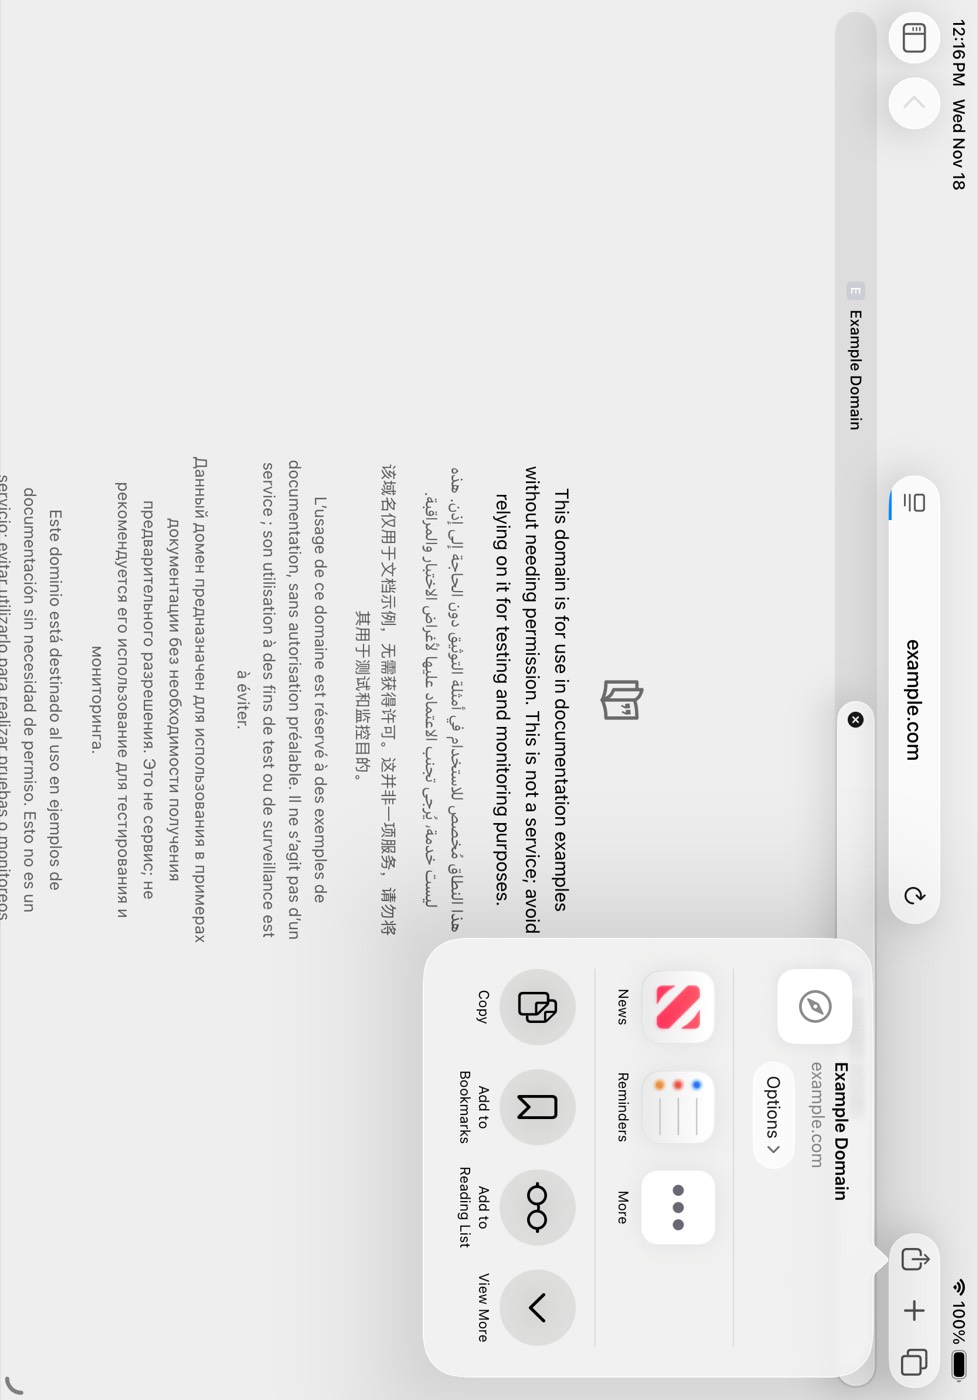 12:16 PM Wed Nov 18
100%
example.com
E Example Domain
Example Domain
example.com
Options
News
Reminders
More
Copy
Add to
Bookmarks
Add to
Reading List
View More
This domain is for use in documentation examples
without needing permission. This is not a service; avoid
relying on it for testing and monitoring purposes.
هذا النطاق مُخصص للاستخدام في أمثلة التوثيق دون الحاجة إلى إذن. هذه
ليست خدمة، يُرجى تجنب الاعتماد عليها لأغراض الاختبار والمراقبة.
该域名仅用于文档示例，无需获得许可。这并非一项服务，请勿将
其用于测试和监控目的。
L’usage de ce domaine est réservé à des exemples de
documentation, sans autorisation préalable. Il ne s’agit pas d’un
service ; son utilisation à des fins de test ou de surveillance est
à éviter.
Данный домен предназначен для использования в примерах
документации без необходимости получения
предварительного разрешения. Это не сервис; не
рекомендуется его использование для тестирования и
мониторинга.
Este dominio está destinado al uso en ejemplos de
documentación sin necesidad de permiso. Esto no es un
servicio; evitar utilizarlo para realizar pruebas o monitoreos